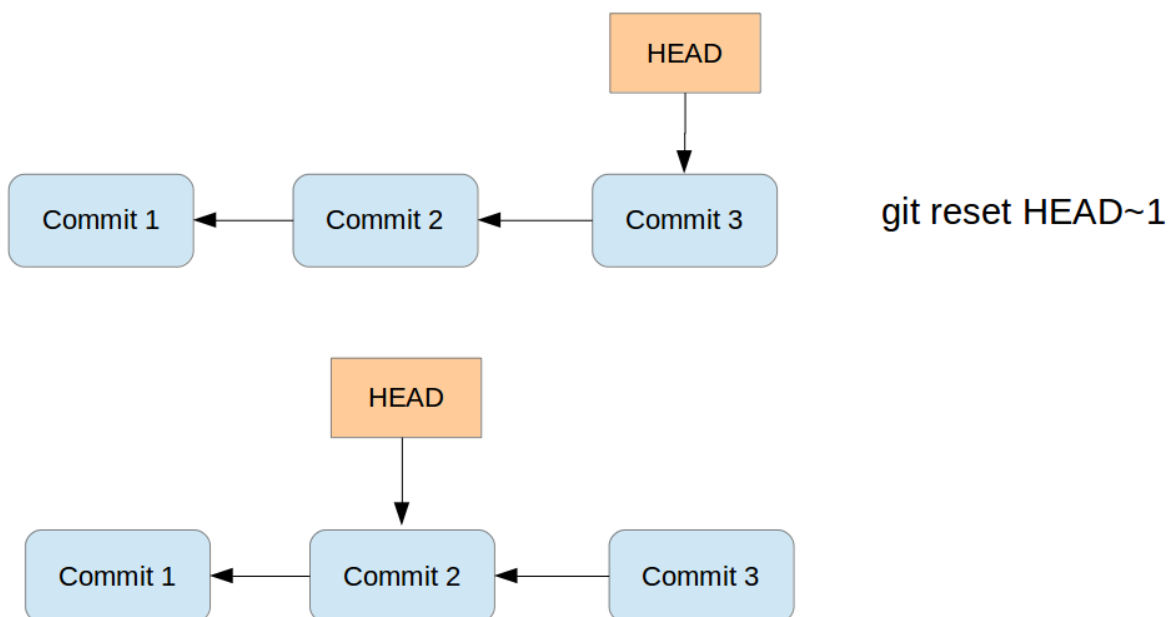 HEAD
Commit 1
Commit 2
Commit 3
git reset HEAD~1
HEAD
Commit 1
Commit 2
Commit 3